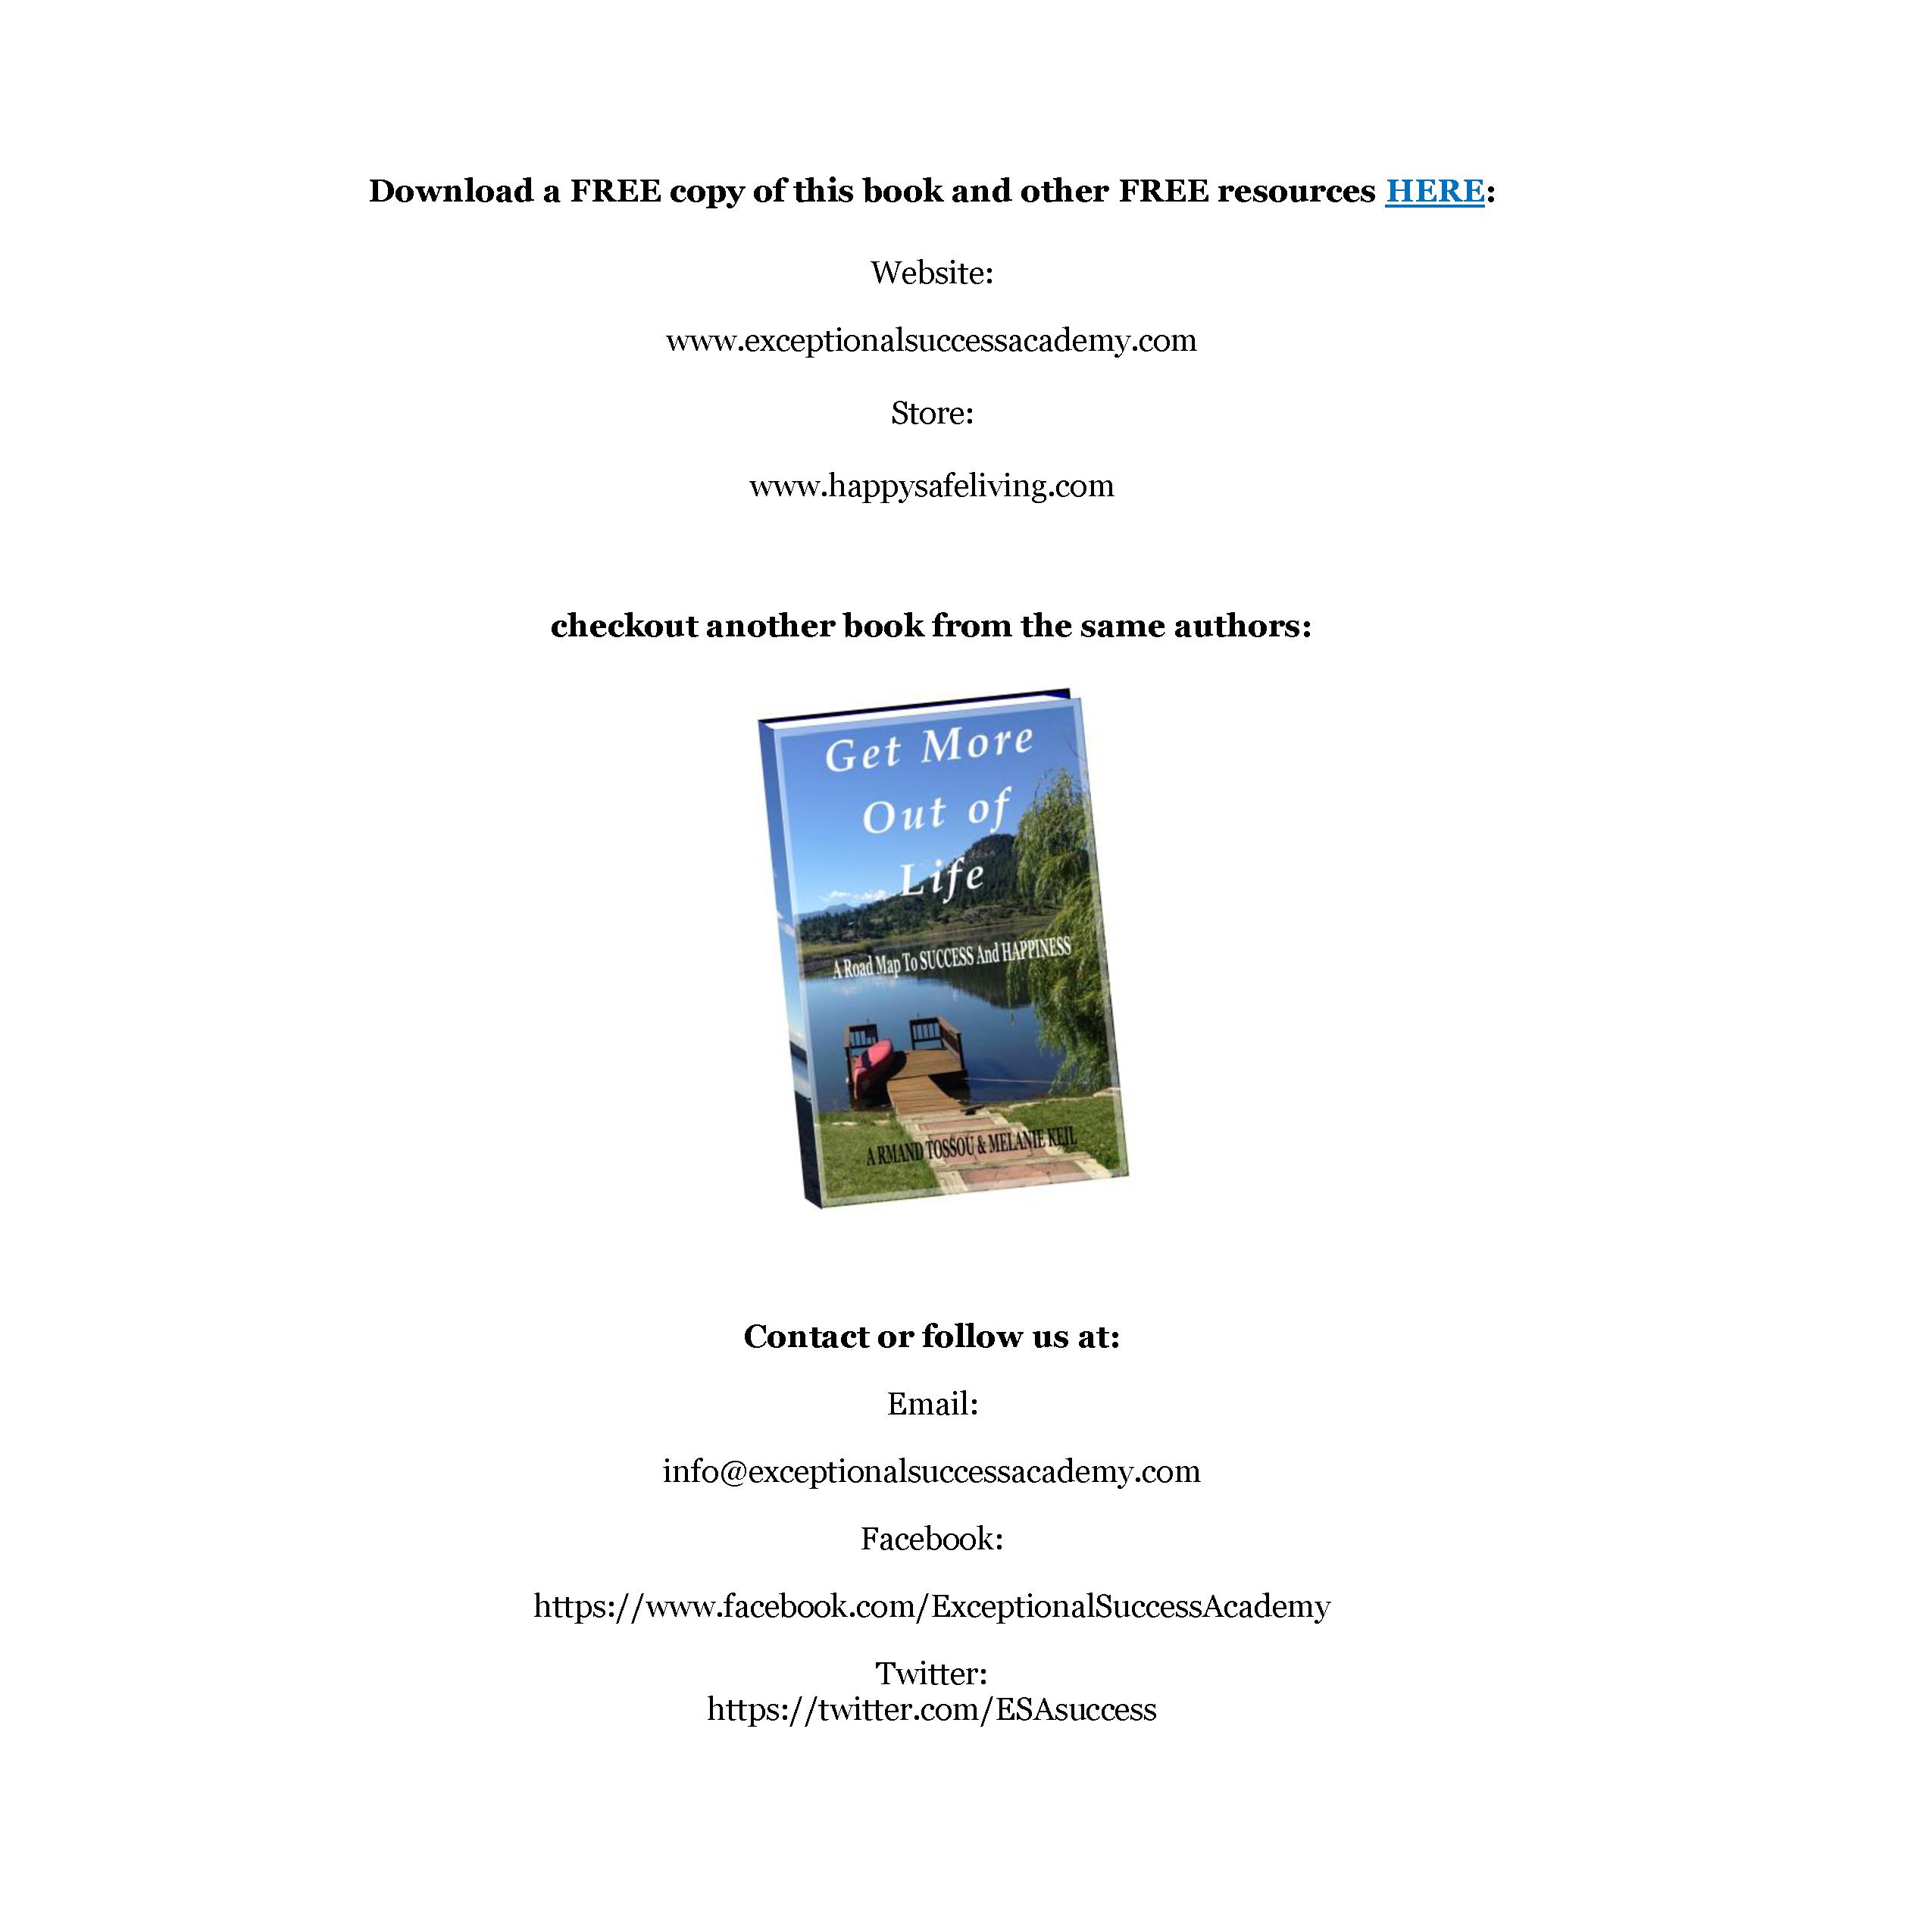 Download a FREE copy of this book and other FREE resources HERE:
Website:
www.exceptionalsuccessacademy.com
Store:
www.happysafeliving.com
checkout another book from the same authors:
Get More
Out of
Life
A Road Map To SUCCESS And HAPPINESS
ARMAND TOSSOU & MELANIE KEIL
Contact or follow us at:
Email:
info@exceptionalsuccessacademy.com
Facebook:
https://www.facebook.com/ExceptionalSuccessAcademy
Twitter:
https://twitter.com/ESAsuccess